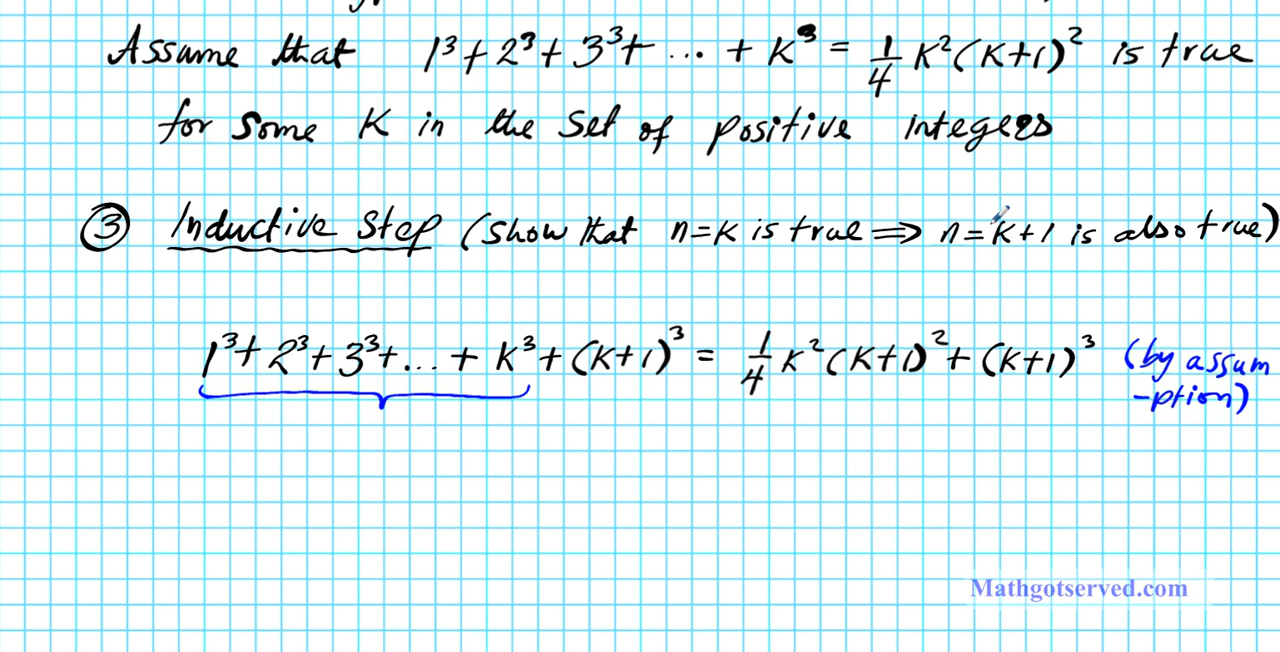 Assume that 1³ + 2³ + 3³ + ... + K³ = 1/4 K²(K+1)² is true
for some K in the set of positive integers
③ Inductive Step (show that n=K is true ⟹ n=K+1 is also true)
1³ + 2³ + 3³ + ... + K³ + (K+1)³ = 1/4 K²(K+1)² + (K+1)³ (by assum
-ption)
Mathgotserved.com